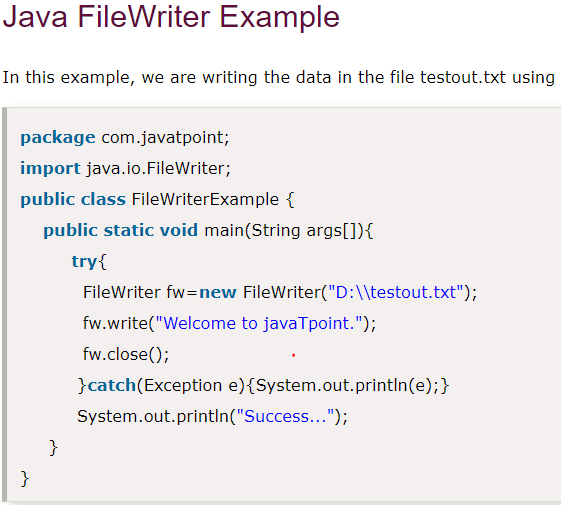 Java FileWriter Example
In this example, we are writing the data in the file testout.txt using
package com.javatpoint;
import java.io.FileWriter;
public class FileWriterExample {
public static void main(String args[]){
try{
FileWriter fw=new FileWriter("D:\\testout.txt");
fw.write("Welcome to javaTpoint.");
fw.close();
}catch(Exception e){System.out.println(e);}
System.out.println("Success...");
}
}